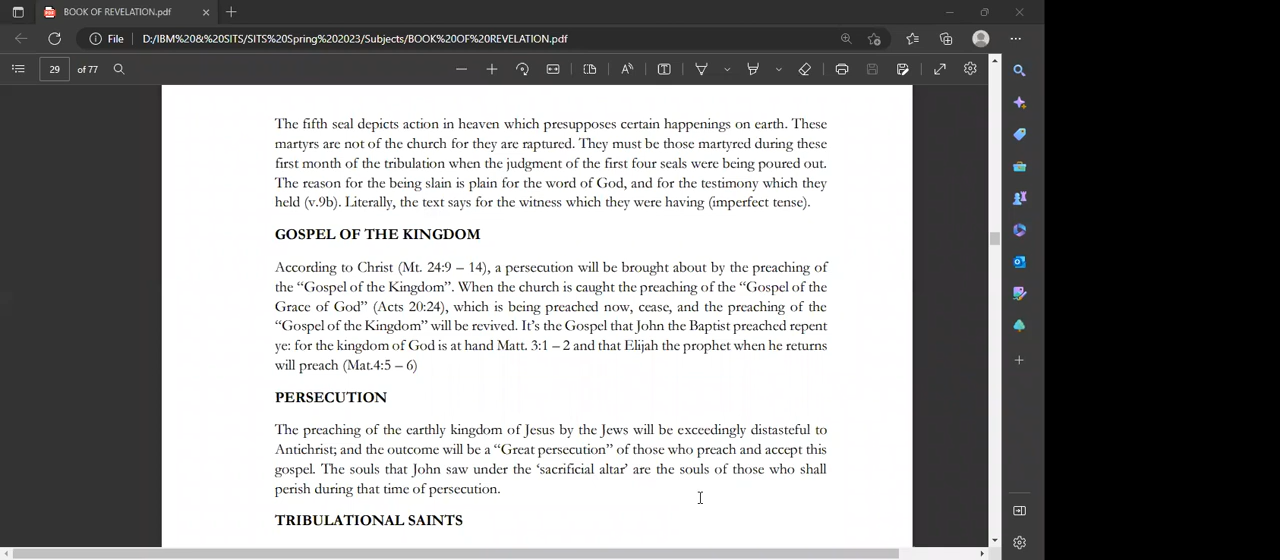 BOOK OF REVELATION.pdf
File
D:/IBM%20&%20SITS/SITS%20Spring%202023/Subjects/BOOK%20OF%20REVELATION.pdf
29 of 77
The fifth seal depicts action in heaven which presupposes certain happenings on earth. These
martyrs are not of the church for they are raptured. They must be those martyred during these
first month of the tribulation when the judgment of the first four seals were being poured out.
The reason for the being slain is plain for the word of God, and for the testimony which they
held (v.9b). Literally, the text says for the witness which they were having (imperfect tense).
GOSPEL OF THE KINGDOM
According to Christ (Mt. 24:9 – 14), a persecution will be brought about by the preaching of
the “Gospel of the Kingdom”. When the church is caught the preaching of the “Gospel of the
Grace of God” (Acts 20:24), which is being preached now, cease, and the preaching of the
“Gospel of the Kingdom” will be revived. It’s the Gospel that John the Baptist preached repent
ye: for the kingdom of God is at hand Matt. 3:1 – 2 and that Elijah the prophet when he returns
will preach (Mat.4:5 – 6)
PERSECUTION
The preaching of the earthly kingdom of Jesus by the Jews will be exceedingly distasteful to
Antichrist; and the outcome will be a “Great persecution” of those who preach and accept this
gospel. The souls that John saw under the ‘sacrificial altar’ are the souls of those who shall
perish during that time of persecution.
TRIBULATIONAL SAINTS